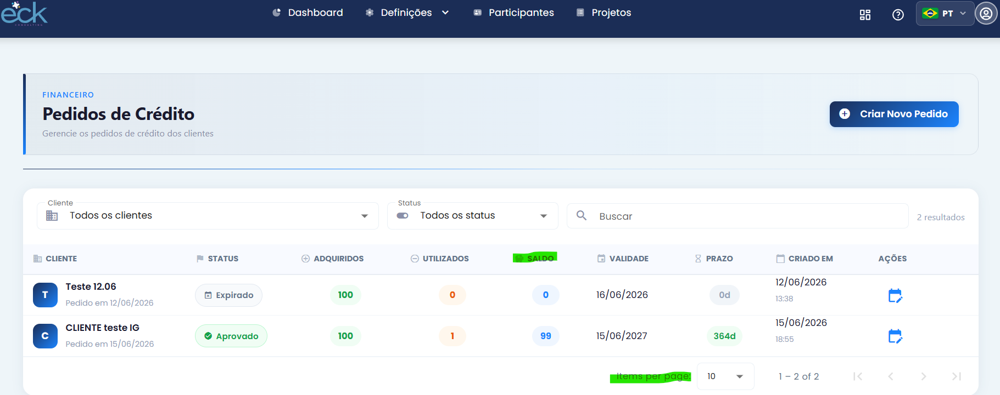 eck
CONSULTING
Dashboard
Definições
Participantes
Projetos
PT
FINANCEIRO
Pedidos de Crédito
Gerencie os pedidos de crédito dos clientes
Criar Novo Pedido
Cliente
Todos os clientes
Status
Todos os status
Buscar
2 resultados
CLIENTE STATUS ADQUIRIDOS UTILIZADOS SALDO VALIDADE PRAZO CRIADO EM AÇÕES
T Teste 12.06 Expirado 100 0 0 16/06/2026 0d 12/06/2026
Pedido em 12/06/2026 13:38
C CLIENTE teste IG Aprovado 100 1 99 15/06/2027 364d 15/06/2026
Pedido em 15/06/2026 18:55
Items per page: 10 1 – 2 of 2